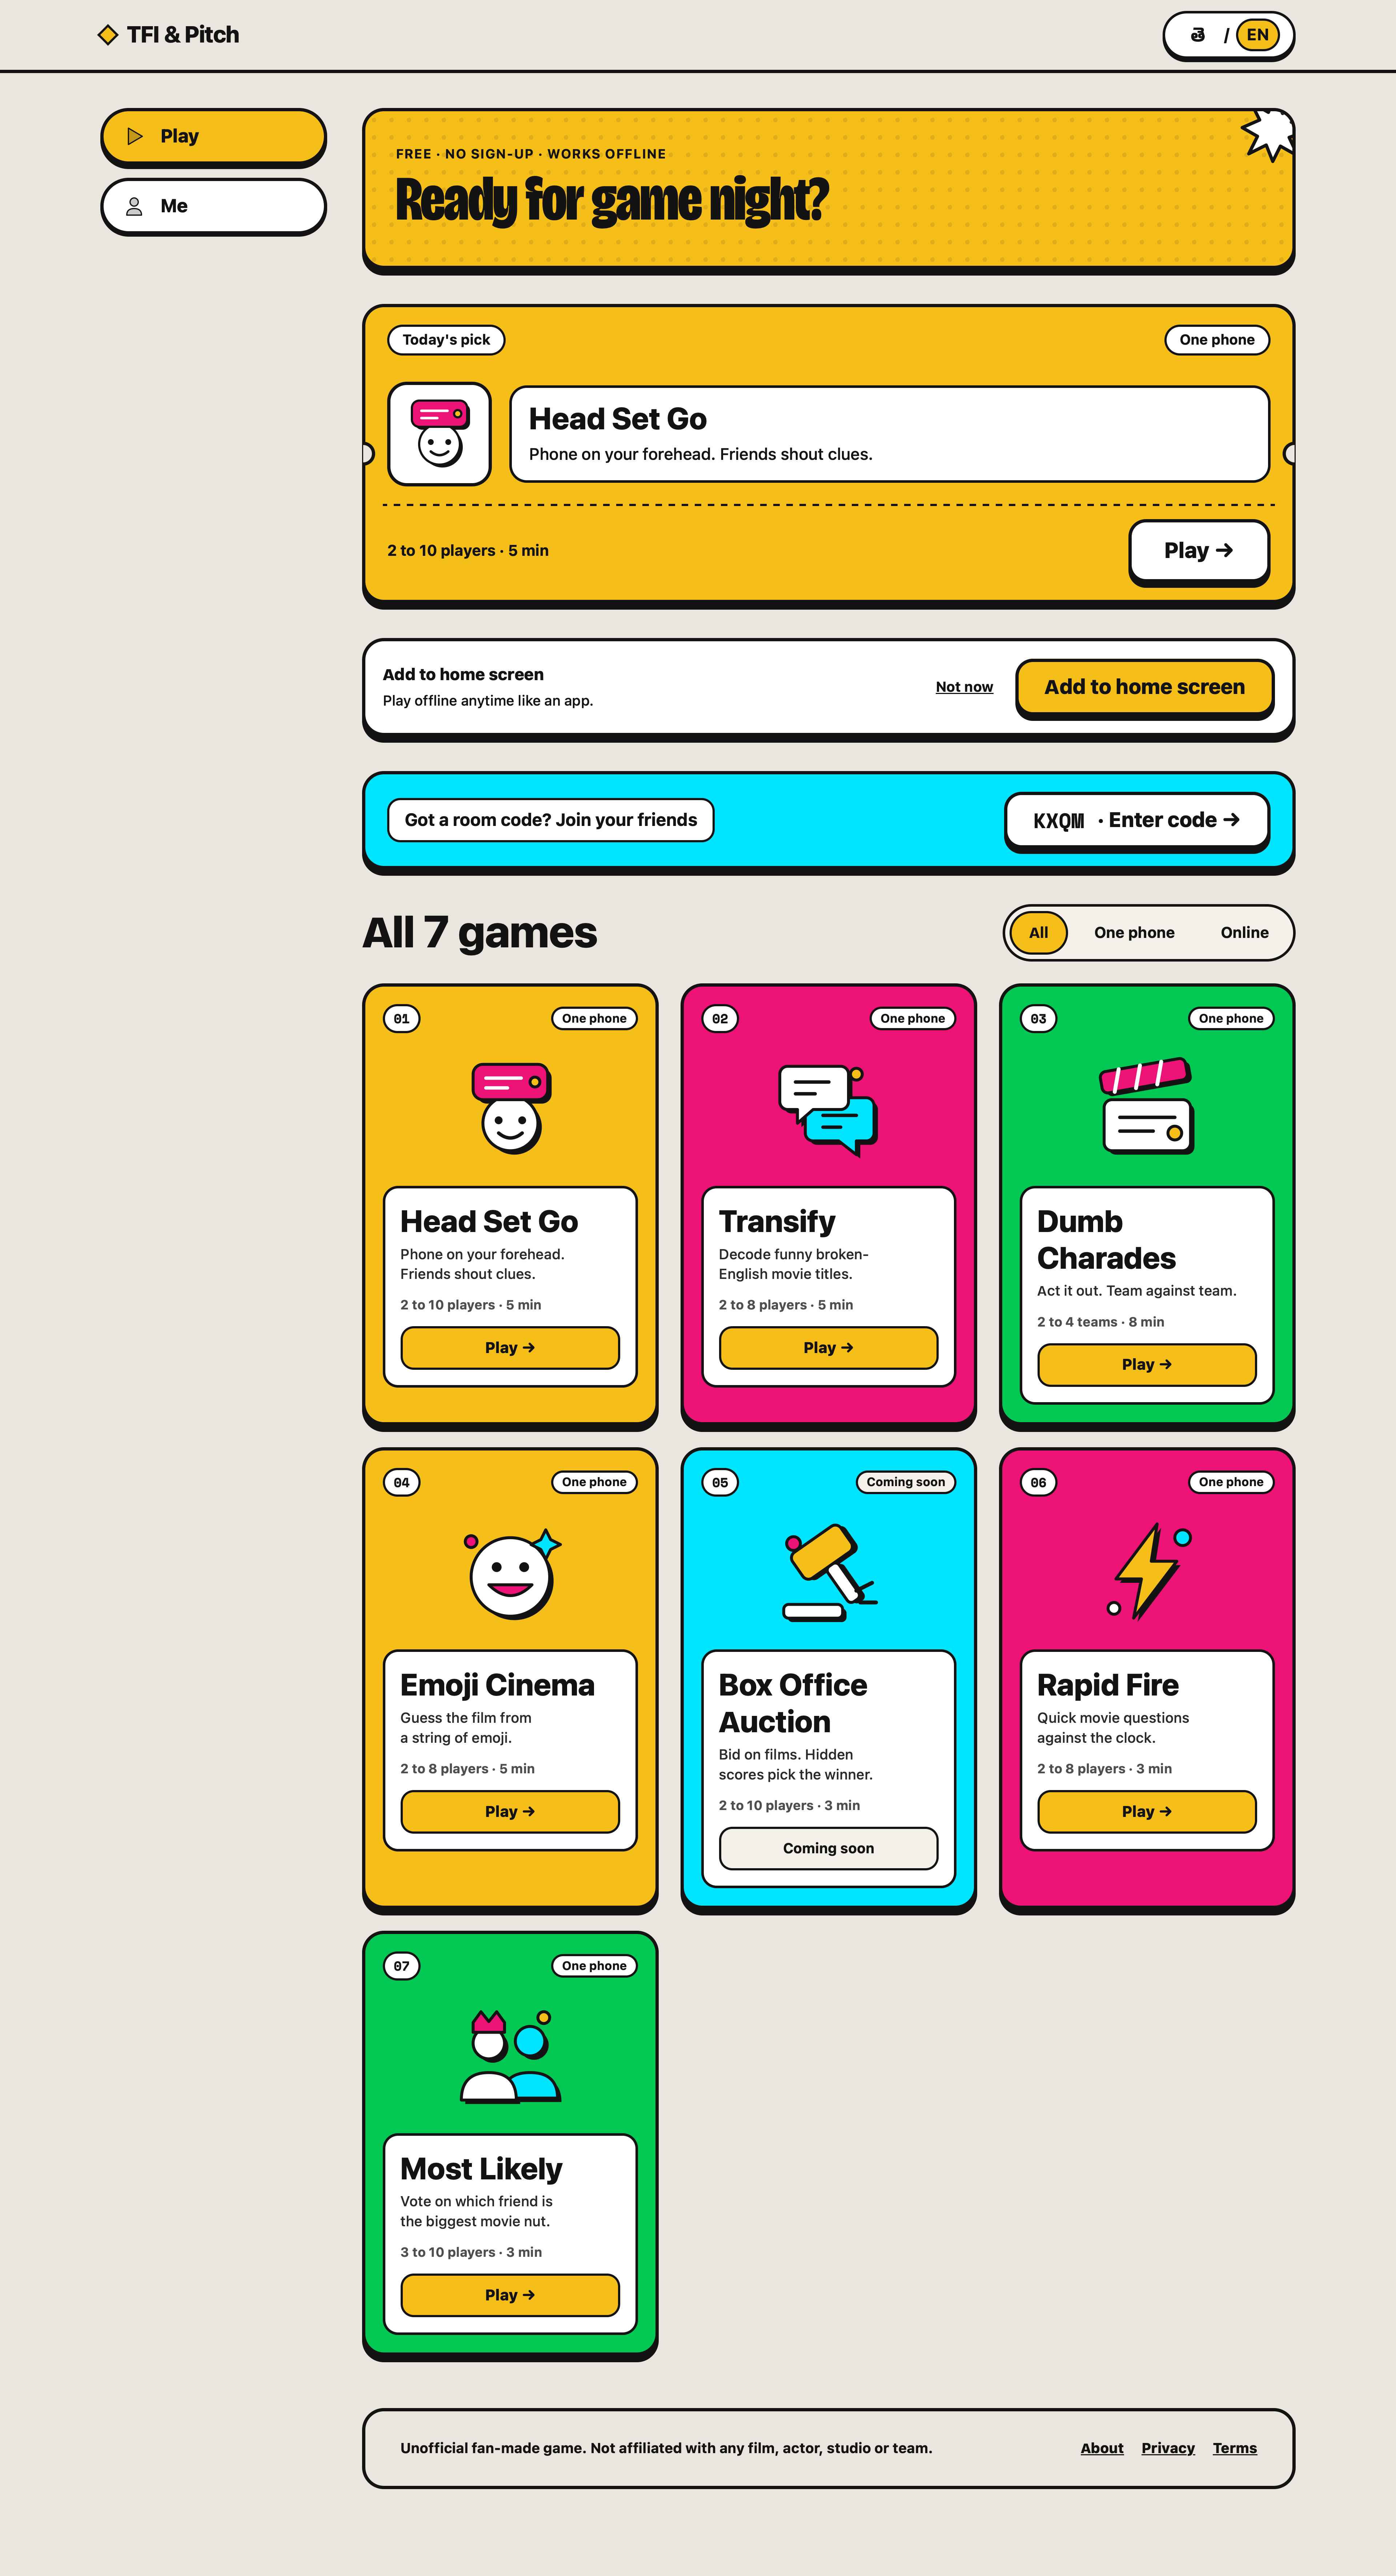 TFI & Pitch
తె / EN
Play
Me
FREE · NO SIGN-UP · WORKS OFFLINE
Ready for game night?
Today's pick
One phone
Head Set Go
Phone on your forehead. Friends shout clues.
2 to 10 players · 5 min
Play →
Add to home screen
Play offline anytime like an app.
Not now
Add to home screen
Got a room code? Join your friends
KXQM · Enter code →
All 7 games
All
One phone
Online
01
One phone
Head Set Go
Phone on your forehead.
Friends shout clues.
2 to 10 players · 5 min
Play →
02
One phone
Transify
Decode funny broken-
English movie titles.
2 to 8 players · 5 min
Play →
03
One phone
Dumb
Charades
Act it out. Team against team.
2 to 4 teams · 8 min
Play →
04
One phone
Emoji Cinema
Guess the film from
a string of emoji.
2 to 8 players · 5 min
Play →
05
Coming soon
Box Office
Auction
Bid on films. Hidden
scores pick the winner.
2 to 10 players · 3 min
Coming soon
06
One phone
Rapid Fire
Quick movie questions
against the clock.
2 to 8 players · 3 min
Play →
07
One phone
Most Likely
Vote on which friend is
the biggest movie nut.
3 to 10 players · 3 min
Play →
Unofficial fan-made game. Not affiliated with any film, actor, studio or team.
About
Privacy
Terms